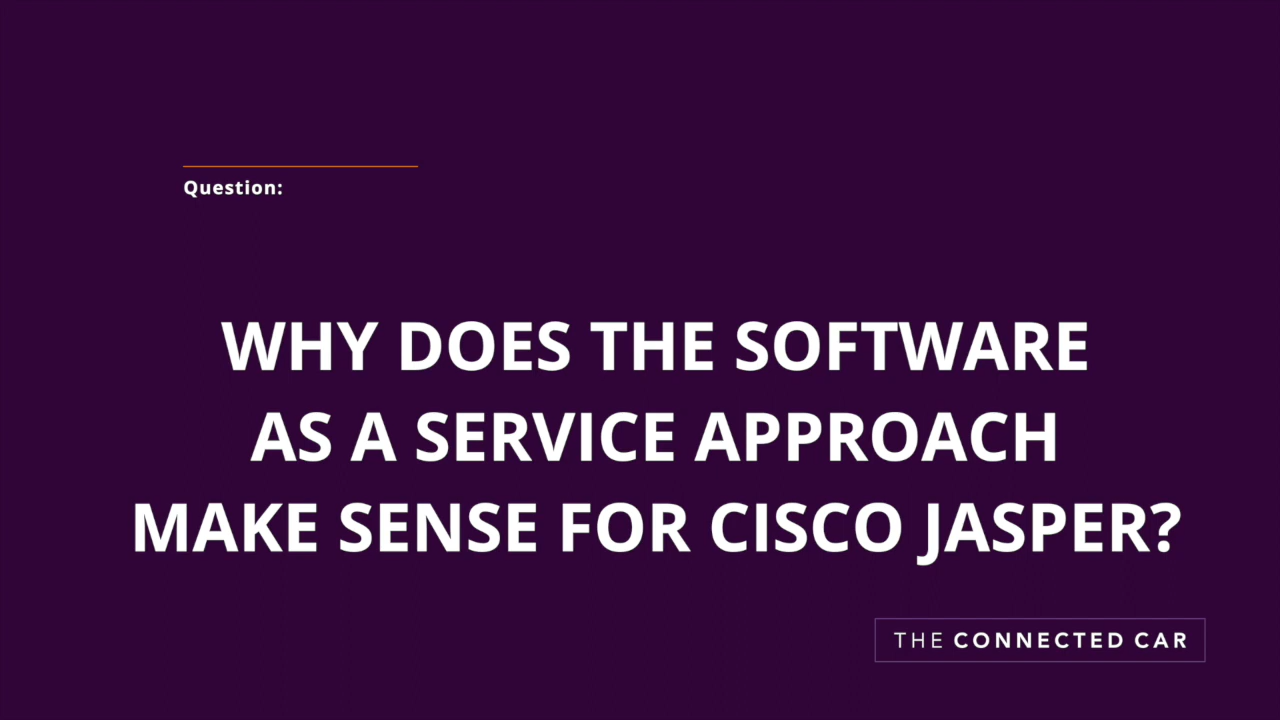 Question:
WHY DOES THE SOFTWARE
AS A SERVICE APPROACH
MAKE SENSE FOR CISCO JASPER?
THE CONNECTED CAR